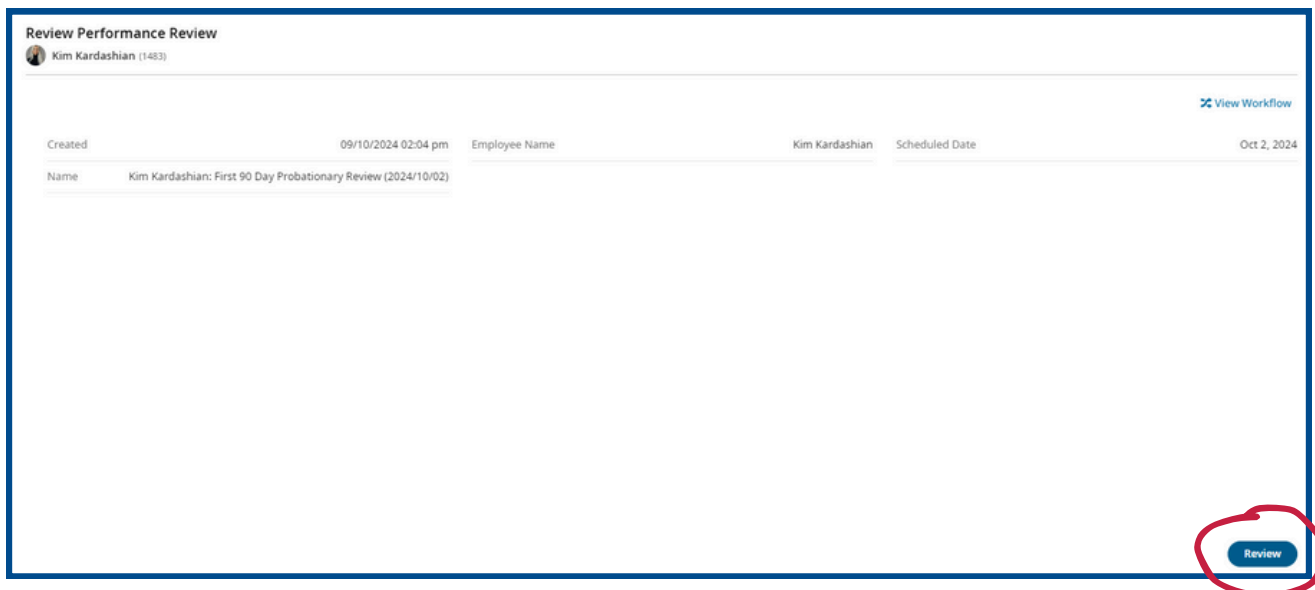 Review Performance Review
Kim Kardashian (1483)
View Workflow
Created 09/10/2024 02:04 pm Employee Name Kim Kardashian Scheduled Date Oct 2, 2024
Name Kim Kardashian: First 90 Day Probationary Review (2024/10/02)
Review